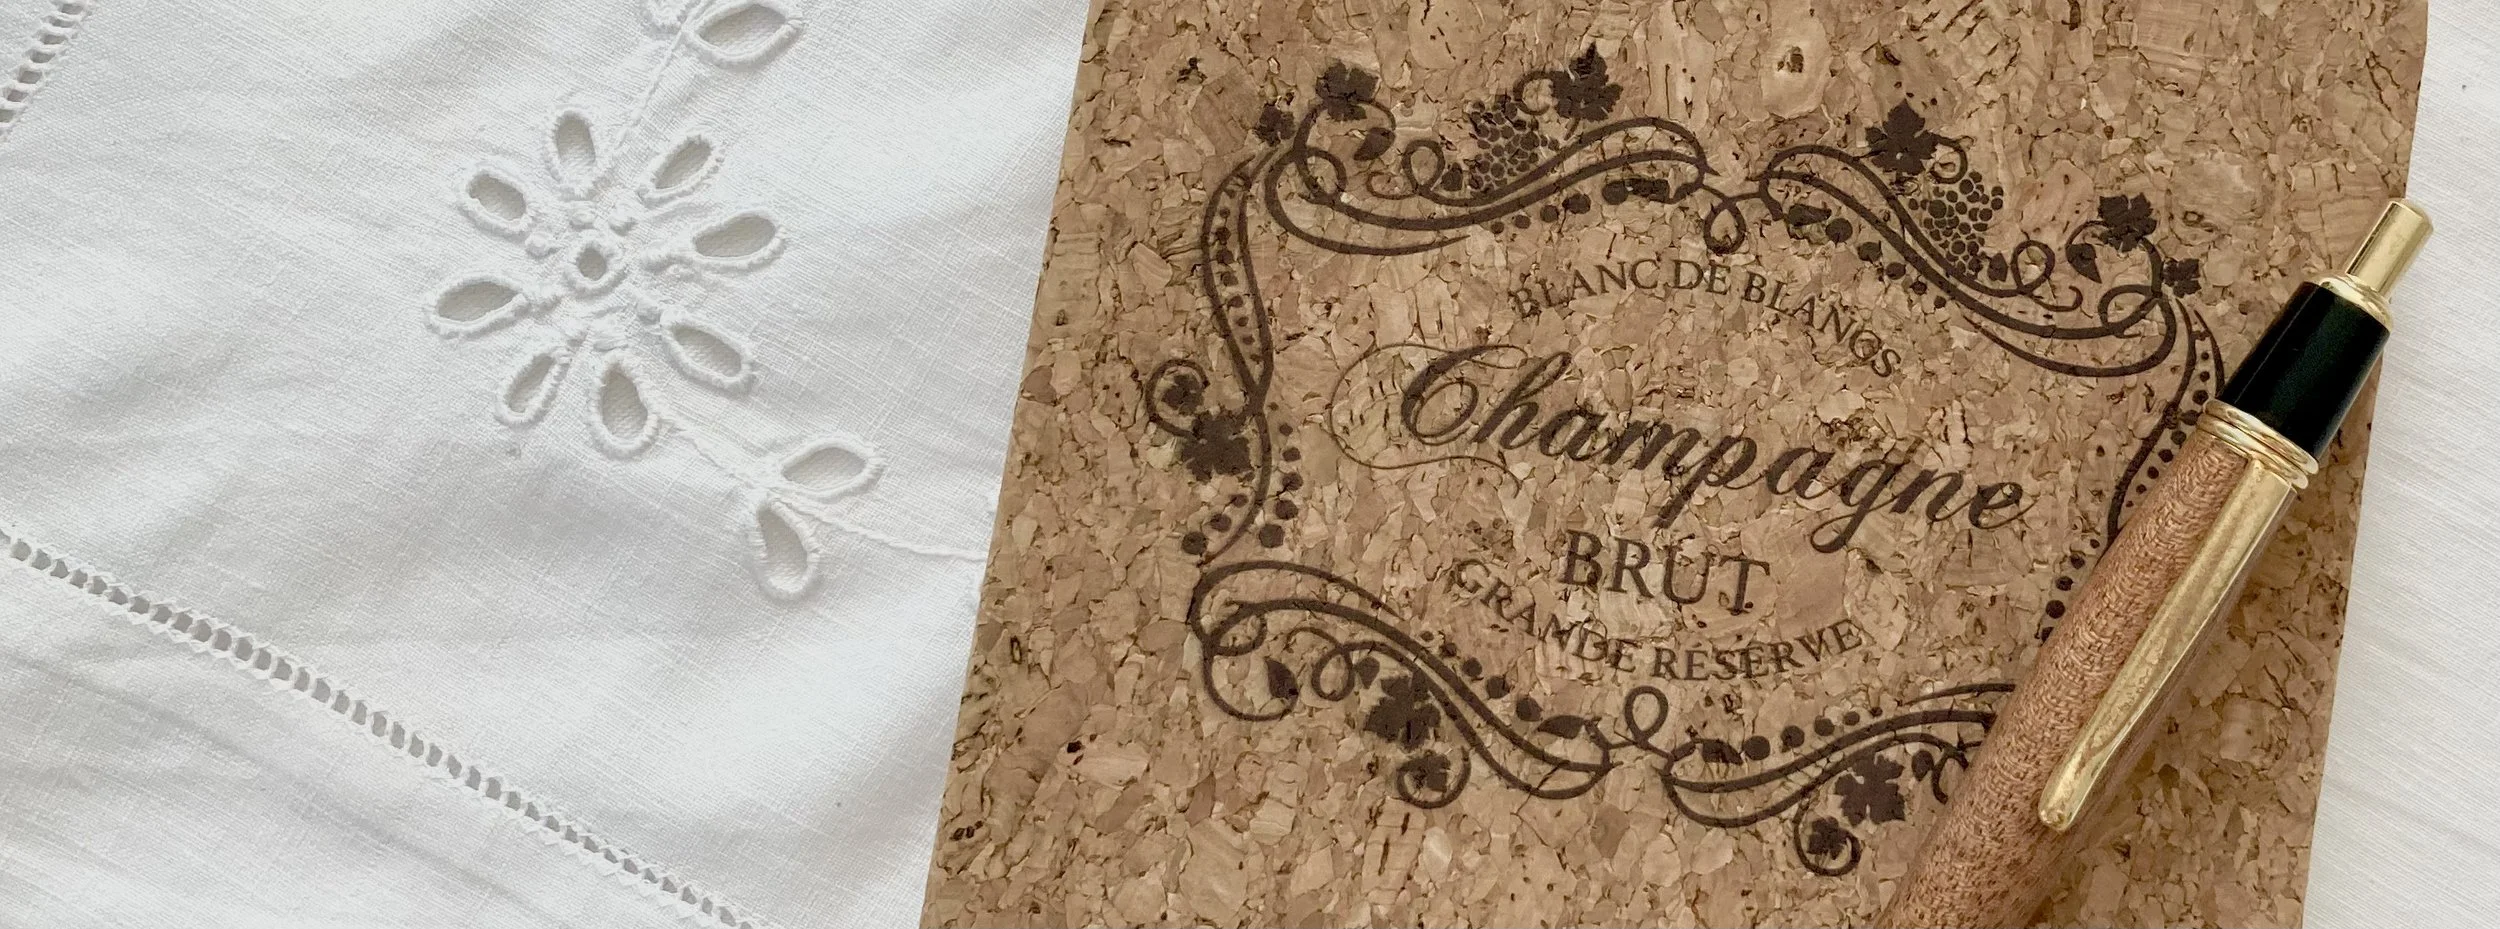 BLANC DE BLANCS
Champagne
BRUT
GRANDE RÉSERVE